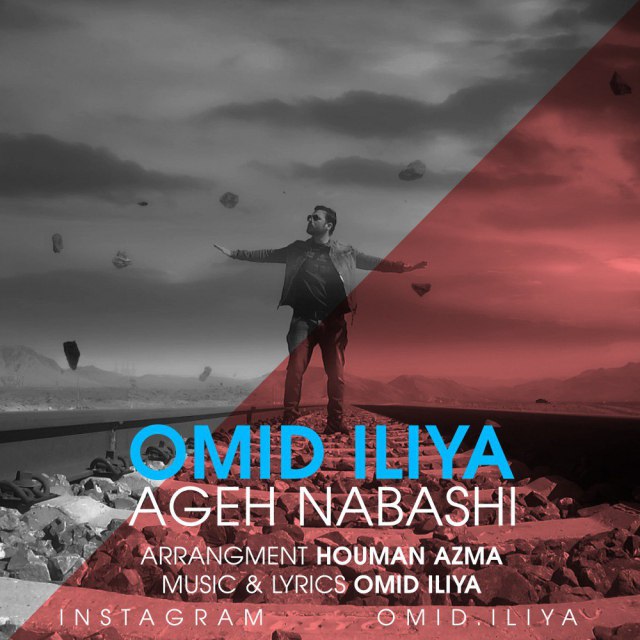 OMID ILIYA
AGEH NABASHI
ARRANGMENT HOUMAN AZMA
MUSIC & LYRICS OMID ILIYA
INSTAGRAM OMID.ILIYA